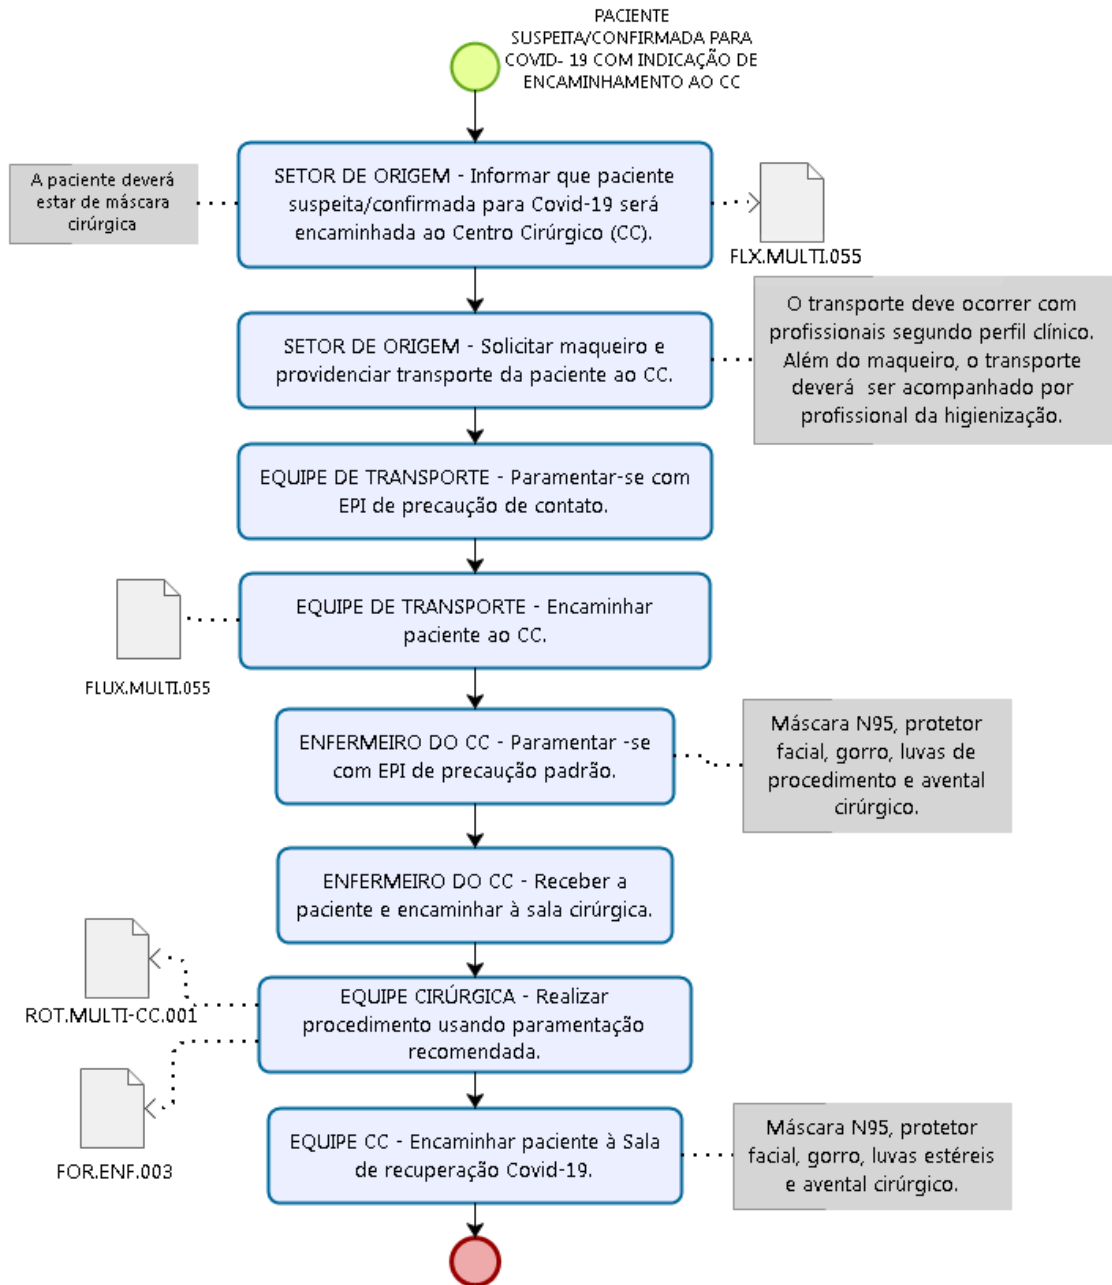 PACIENTE
SUSPEITA/CONFIRMADA PARA
COVID- 19 COM INDICAÇÃO DE
ENCAMINHAMENTO AO CC
A paciente deverá
estar de máscara
cirúrgica
SETOR DE ORIGEM - Informar que paciente
suspeita/confirmada para Covid-19 será
encaminhada ao Centro Cirúrgico (CC).
FLX.MULTI.055
SETOR DE ORIGEM - Solicitar maqueiro e
providenciar transporte da paciente ao CC.
O transporte deve ocorrer com
profissionais segundo perfil clínico.
Além do maqueiro, o transporte
deverá ser acompanhado por
profissional da higienização.
EQUIPE DE TRANSPORTE - Paramentar-se com
EPI de precaução de contato.
EQUIPE DE TRANSPORTE - Encaminhar
paciente ao CC.
FLUX.MULTI.055
ENFERMEIRO DO CC - Paramentar -se
com EPI de precaução padrão.
Máscara N95, protetor
facial, gorro, luvas de
procedimento e avental
cirúrgico.
ENFERMEIRO DO CC - Receber a
paciente e encaminhar à sala cirúrgica.
EQUIPE CIRÚRGICA - Realizar
procedimento usando paramentação
recomendada.
ROT.MULTI-CC.001
FOR.ENF.003
EQUIPE CC - Encaminhar paciente à Sala
de recuperação Covid-19.
Máscara N95, protetor
facial, gorro, luvas estéreis
e avental cirúrgico.